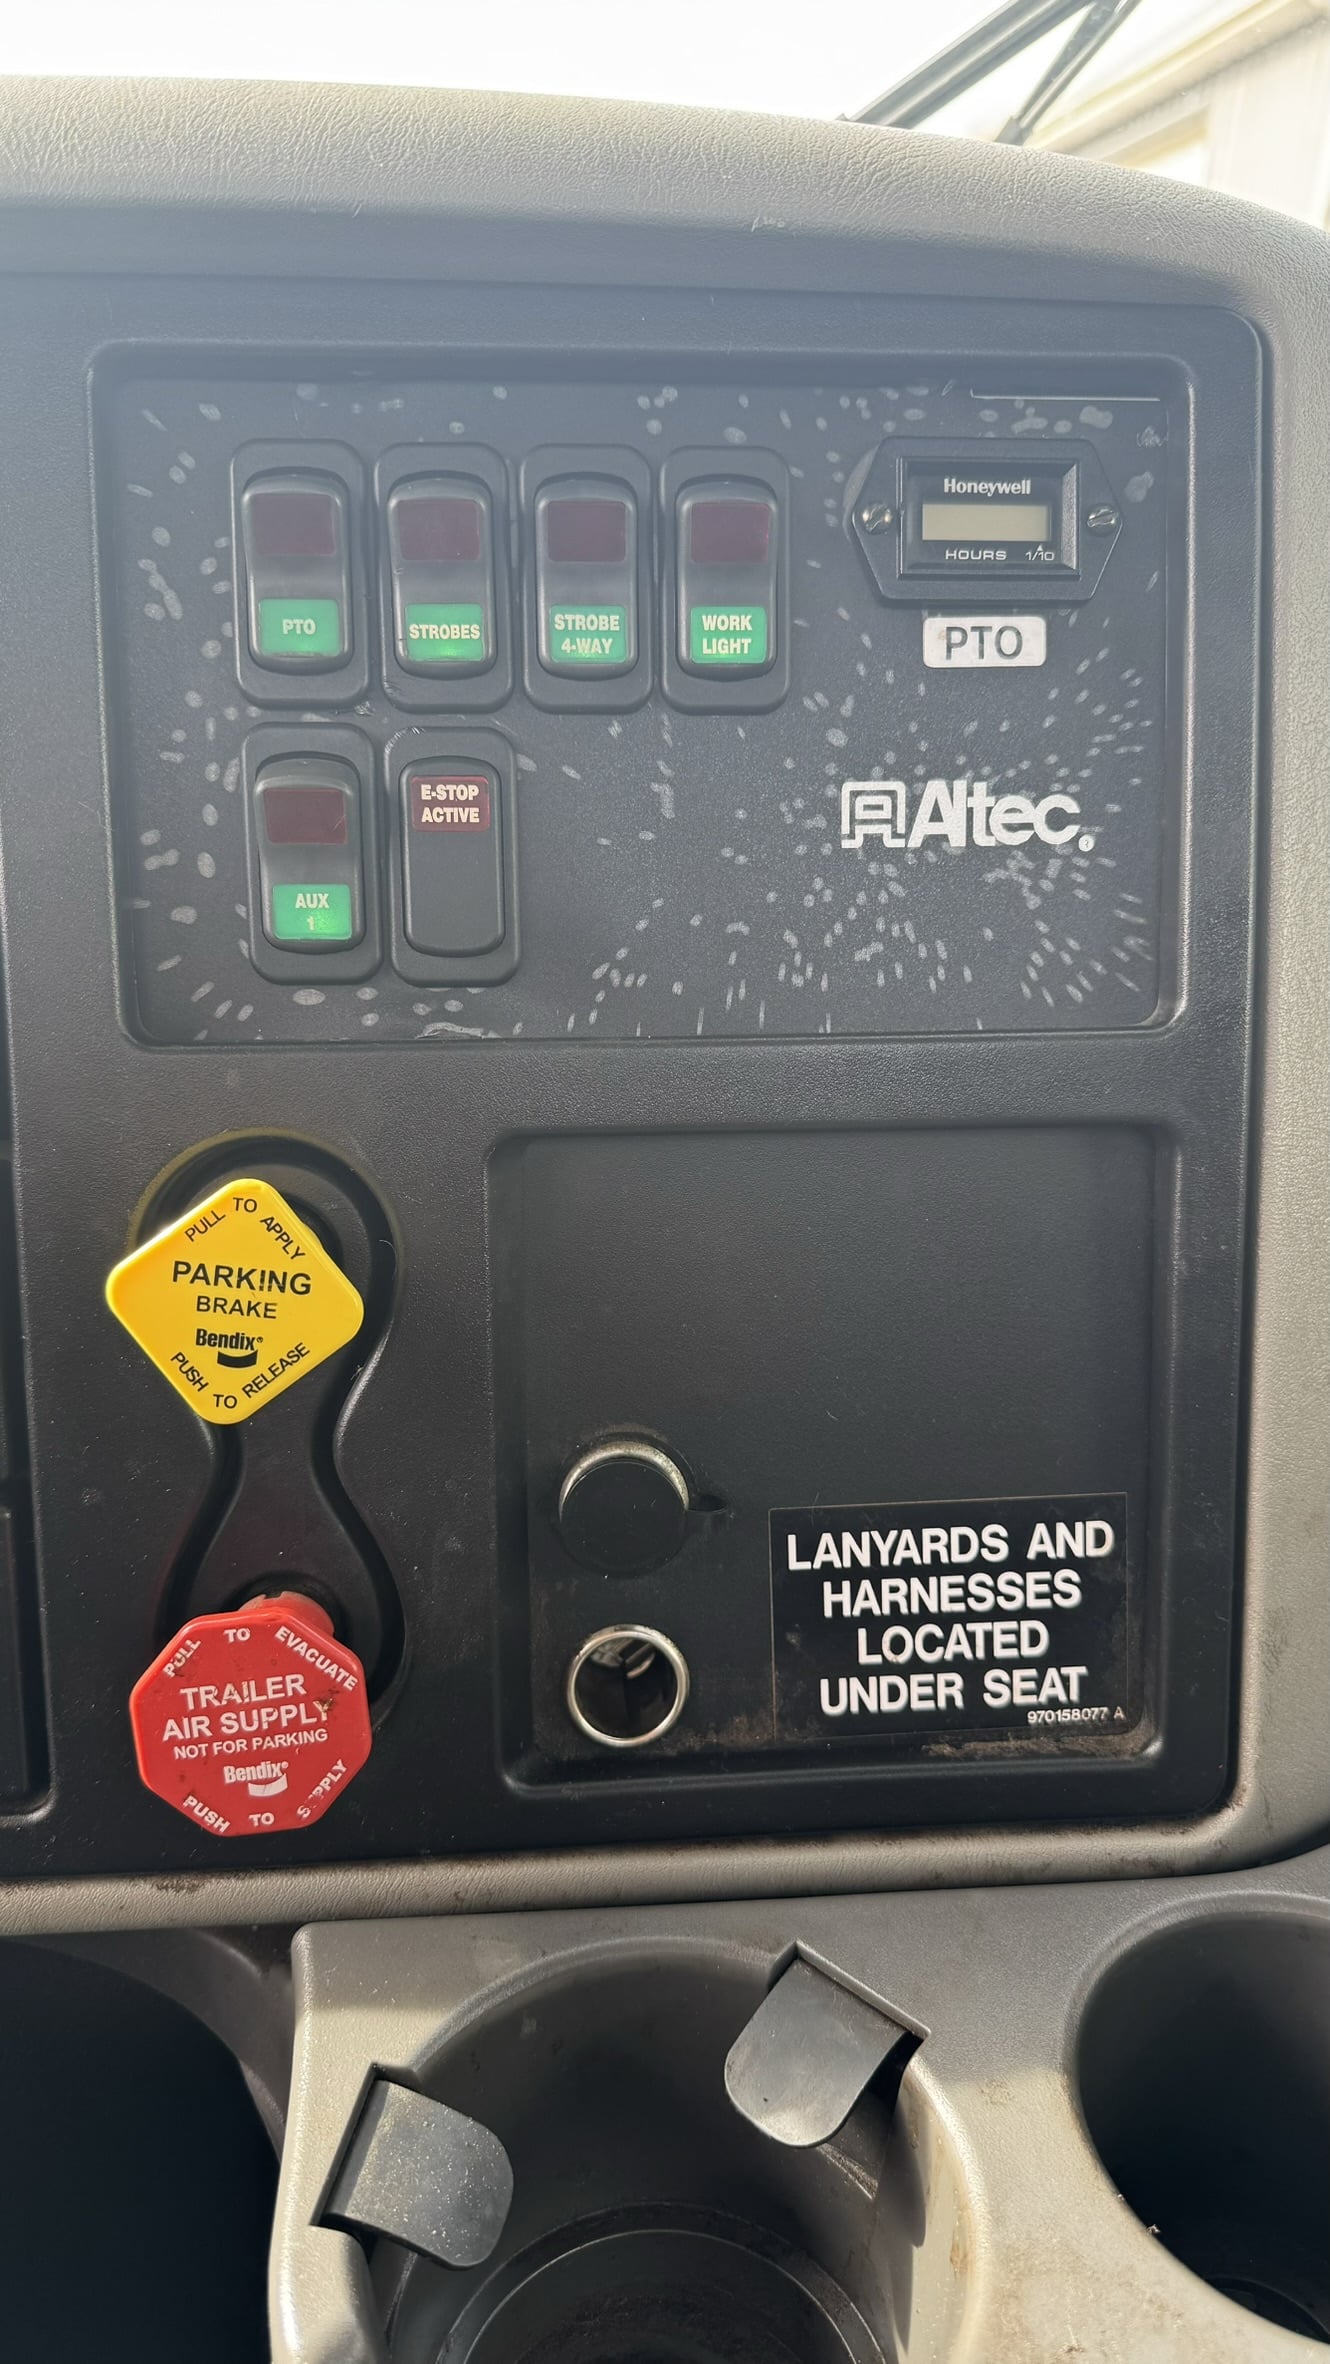 PTO
STROBES
STROBE
4-WAY
WORK
LIGHT
Honeywell
HOURS 1/10
PTO
AUX
1
E-STOP
ACTIVE
Altec
PULL TO APPLY
PARKING
BRAKE
Bendix®
PUSH TO RELEASE
PULL TO EVACUATE
TRAILER
AIR SUPPLY
NOT FOR PARKING
Bendix®
PUSH TO SUPPLY
LANYARDS AND
HARNESSES
LOCATED
UNDER SEAT
970158077 A